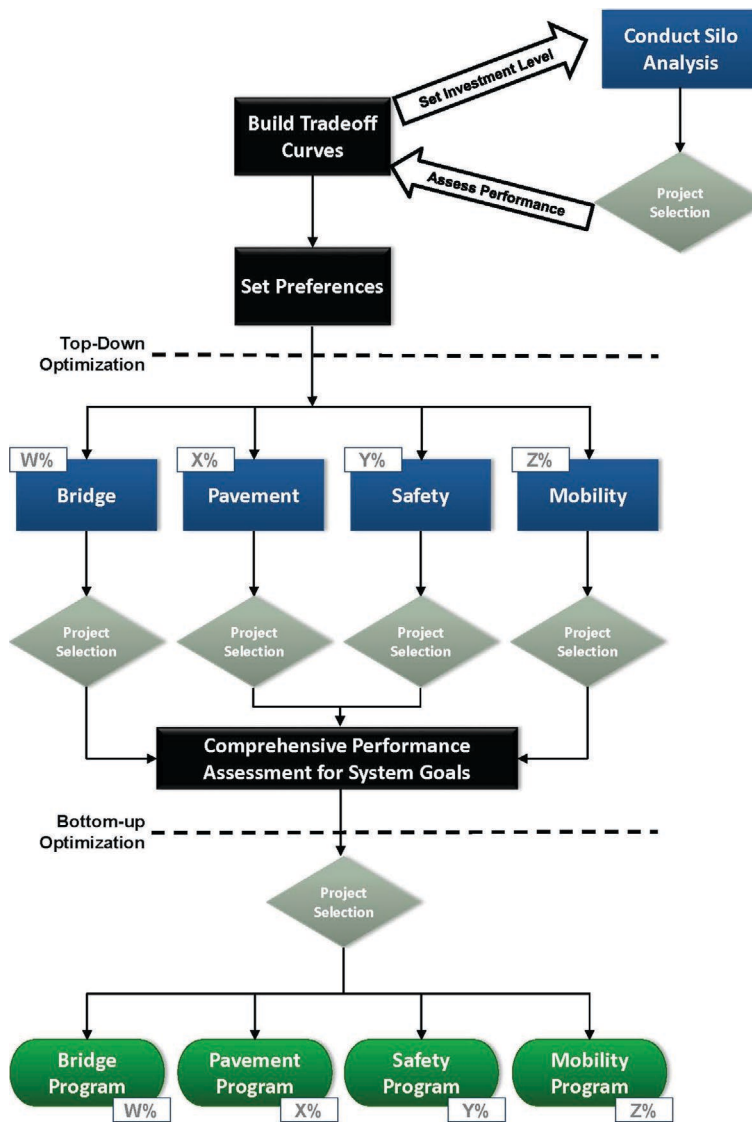 Conduct Silo
Analysis
Set Investment Level
Build Tradeoff
Curves
Assess Performance
Project
Selection
Set Preferences
Top-Down
Optimization
W%
X%
Y%
Z%
Bridge
Pavement
Safety
Mobility
Project
Selection
Project
Selection
Project
Selection
Project
Selection
Comprehensive Performance
Assessment for System Goals
Bottom-up
Optimization
Project
Selection
Bridge
Program
W%
Pavement
Program
X%
Safety
Program
Y%
Mobility
Program
Z%